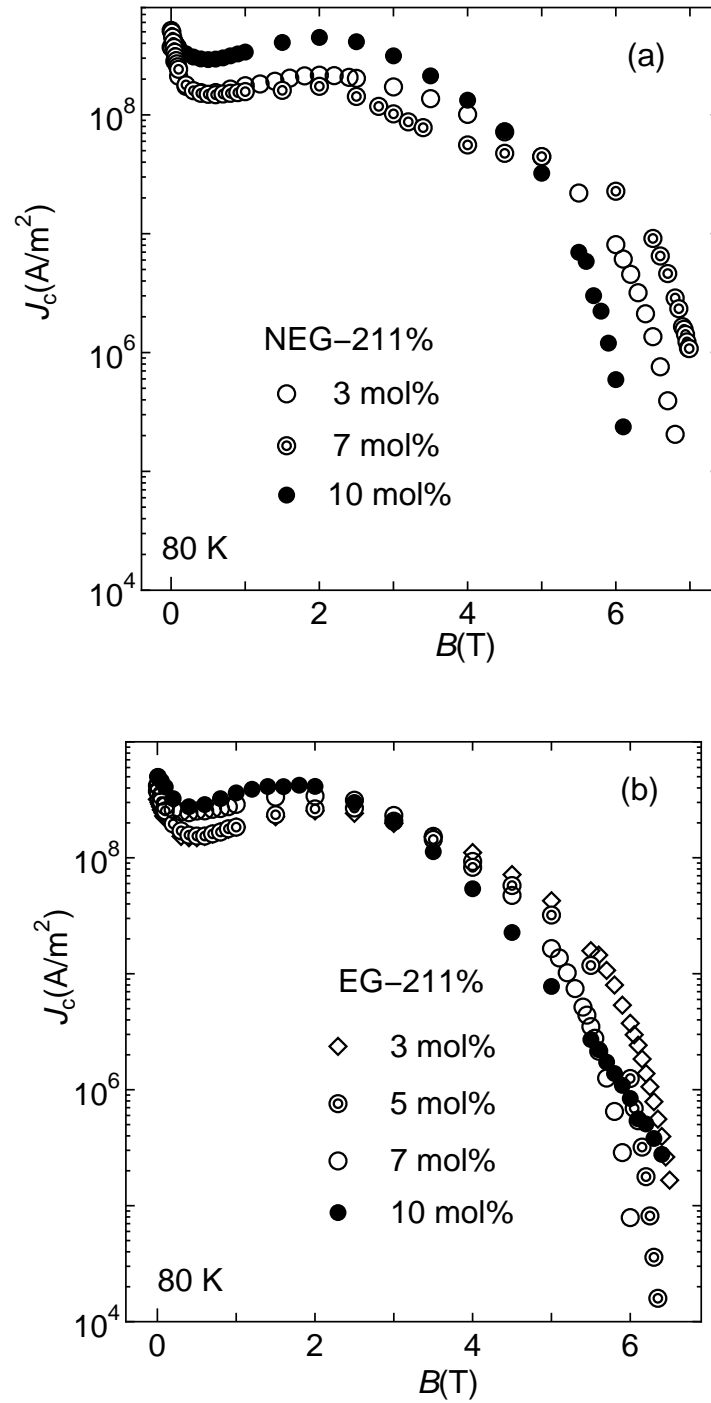 (a)
10^8
10^6
10^4
J_c(A/m^2)
NEG–211%
3 mol%
7 mol%
10 mol%
80 K
0 2 4 6
B(T)
(b)
10^8
10^6
10^4
J_c(A/m^2)
EG–211%
3 mol%
5 mol%
7 mol%
10 mol%
80 K
0 2 4 6
B(T)